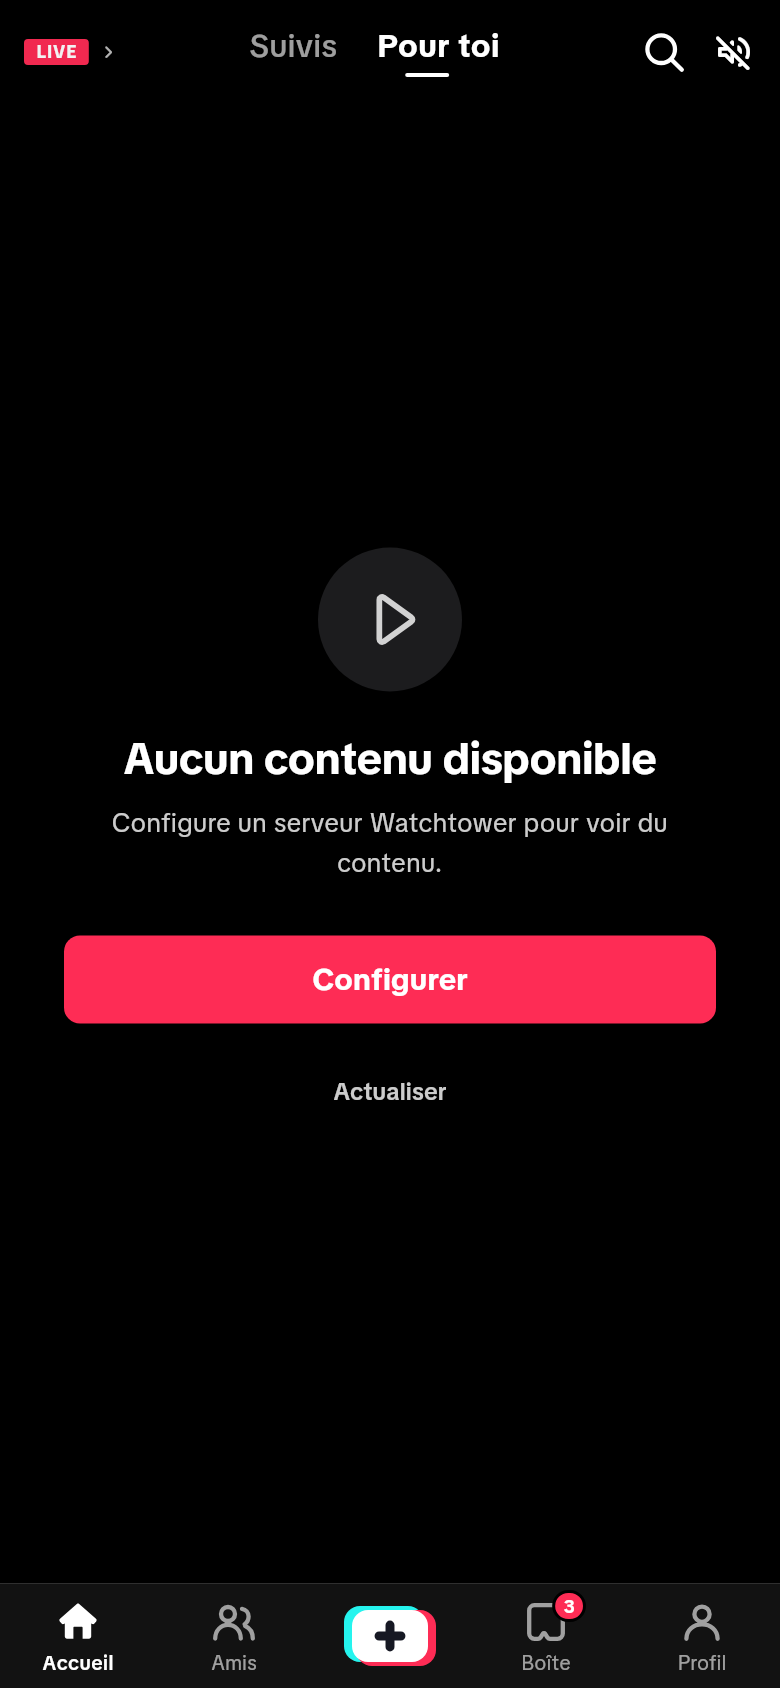 LIVE
Suivis
Pour toi
Aucun contenu disponible
Configure un serveur Watchtower pour voir du
contenu.
Configurer
Actualiser
3
Accueil
Amis
Boîte
Profil